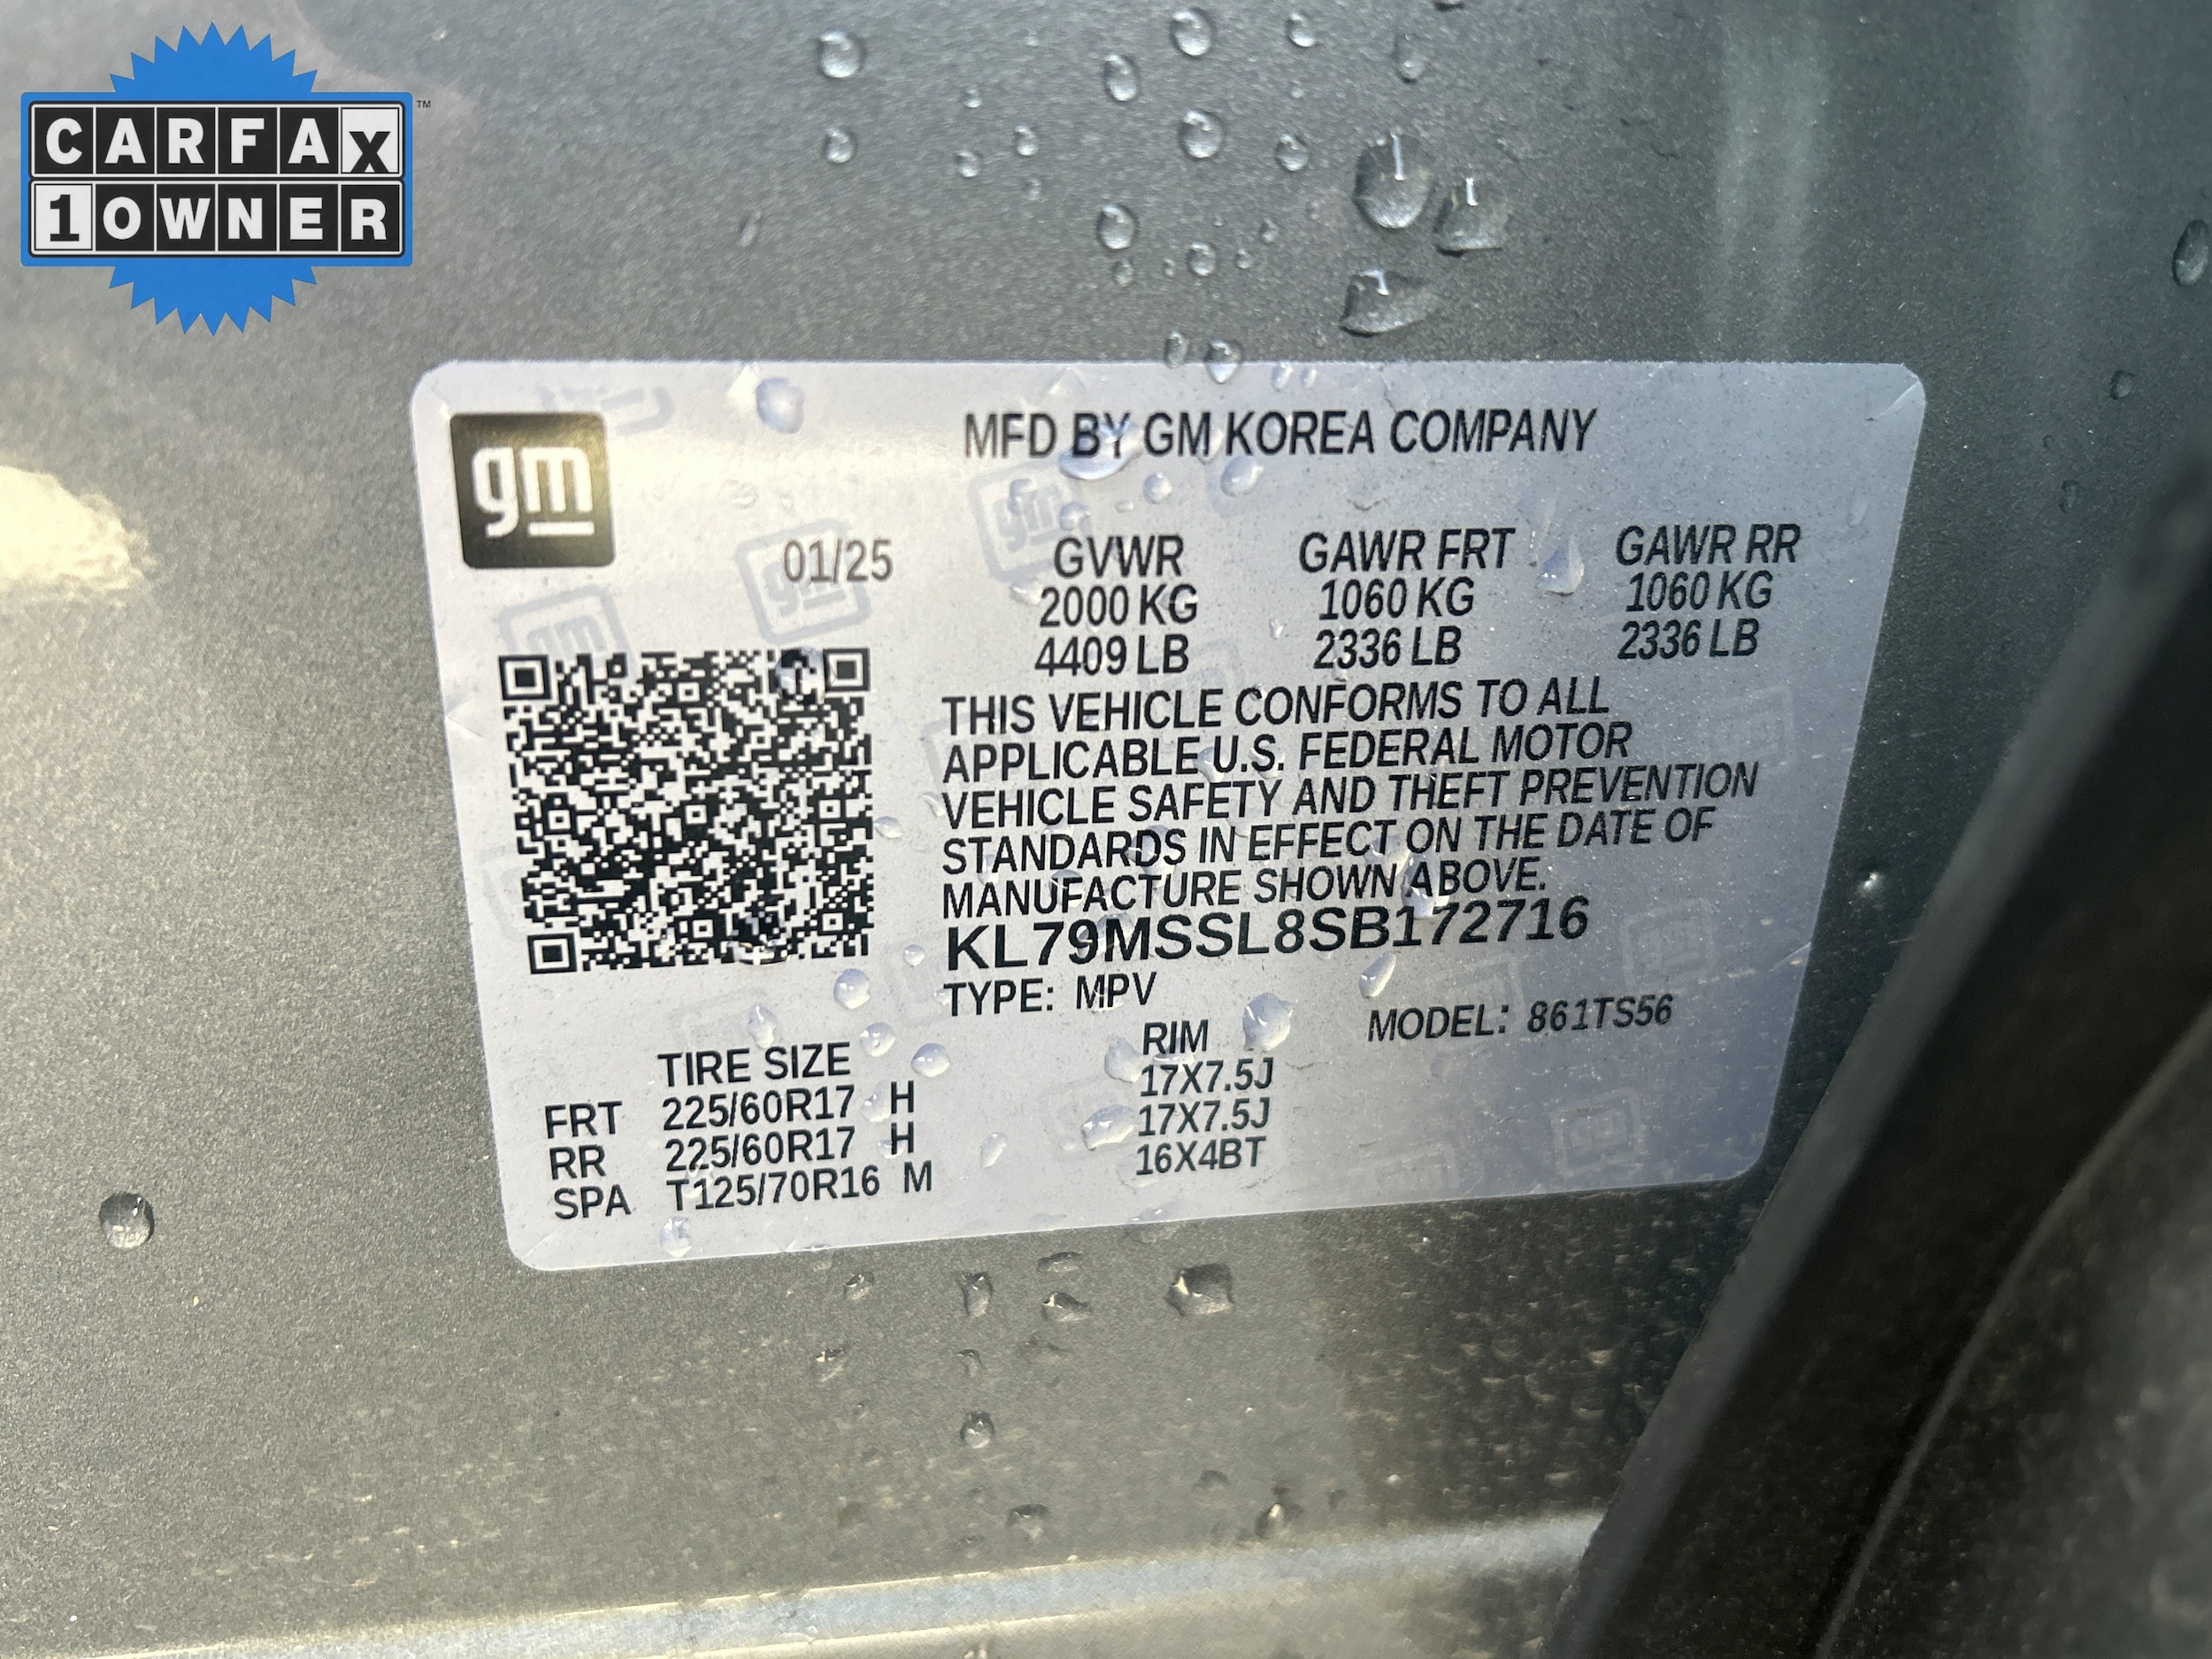 CARFAX™
1 OWNER
gm
MFD BY GM KOREA COMPANY
01/25
GVWR GAWR FRT GAWR RR
2000 KG 1060 KG 1060 KG
4409 LB 2336 LB 2336 LB
THIS VEHICLE CONFORMS TO ALL
APPLICABLE U.S. FEDERAL MOTOR
VEHICLE SAFETY AND THEFT PREVENTION
STANDARDS IN EFFECT ON THE DATE OF
MANUFACTURE SHOWN ABOVE.
KL79MSSL8SB172716
TYPE: MPV MODEL: 861TS56
TIRE SIZE RIM
FRT 225/60R17 H 17X7.5J
RR 225/60R17 H 17X7.5J
SPA T125/70R16 M 16X4BT